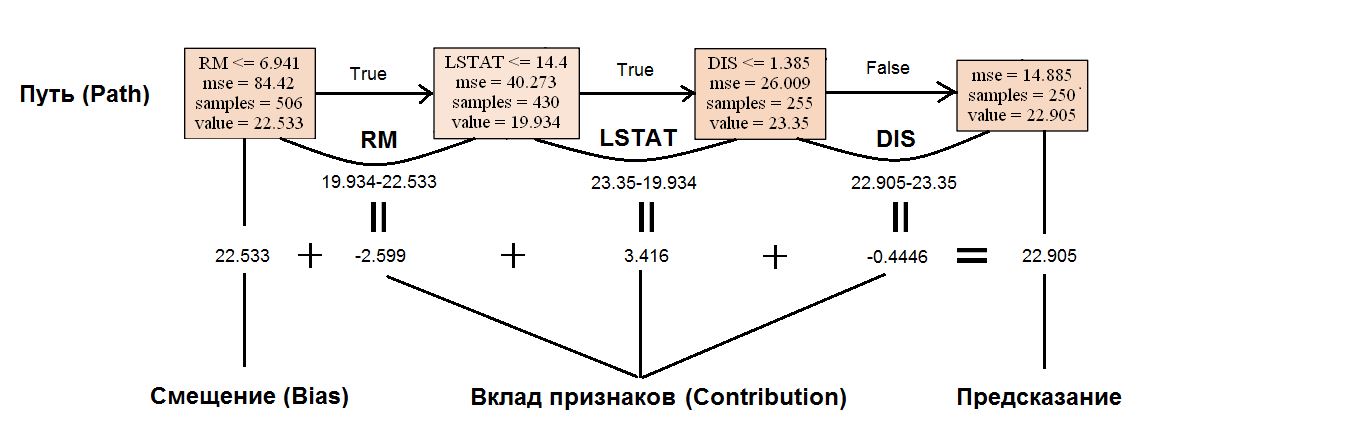 Путь (Path)
RM <= 6.941
mse = 84.42
samples = 506
value = 22.533
True
LSTAT <= 14.4
mse = 40.273
samples = 430
value = 19.934
True
DIS <= 1.385
mse = 26.009
samples = 255
value = 23.35
False
mse = 14.885
samples = 250
value = 22.905
RM
LSTAT
DIS
19.934-22.533
23.35-19.934
22.905-23.35
=
=
=
22.533 + -2.599 + 3.416 + -0.4446 = 22.905
Смещение (Bias)
Вклад признаков (Contribution)
Предсказание